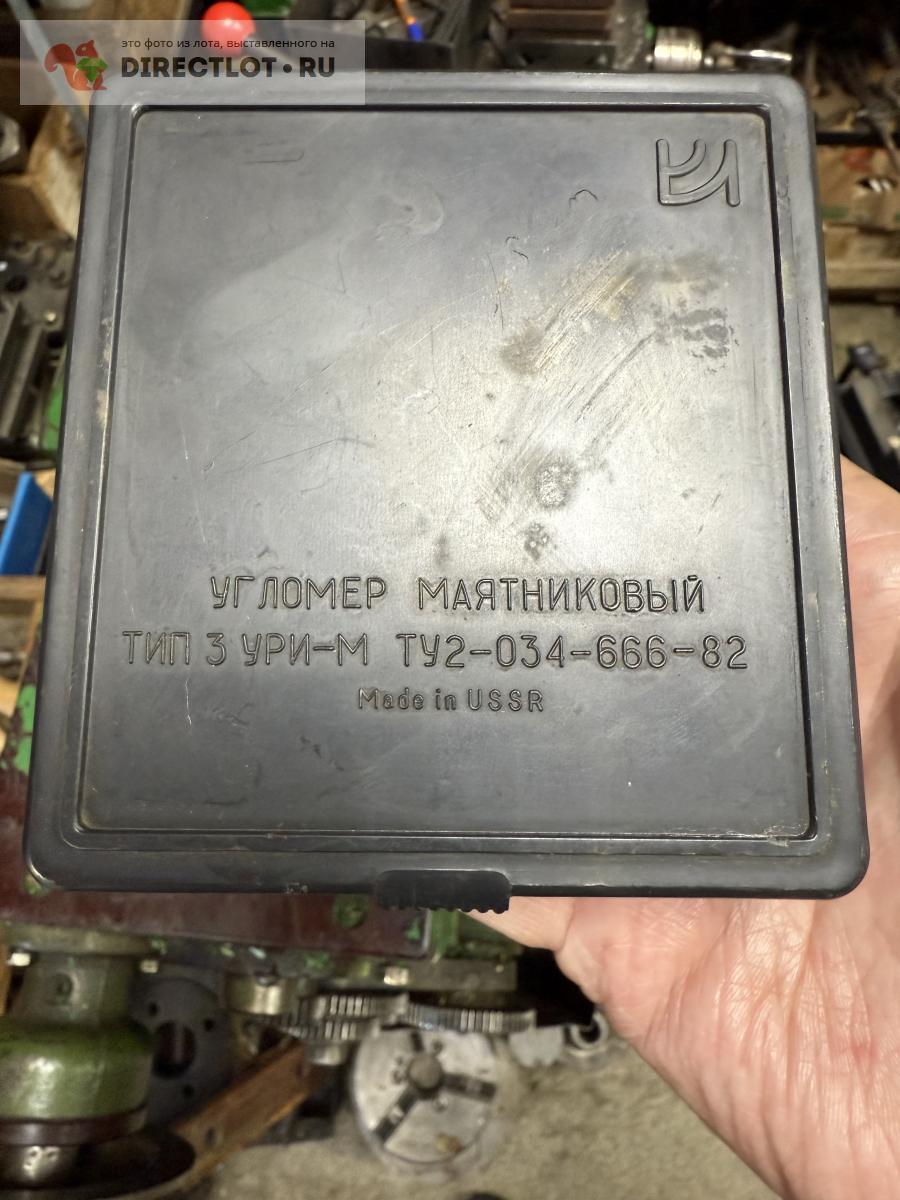 это фото из лота, выставленного на
DIRECTLOT.RU
УГЛОМЕР МАЯТНИКОВЫЙ
ТИП 3 УРИ-М ТУ2-034-666-82
Made in USSR